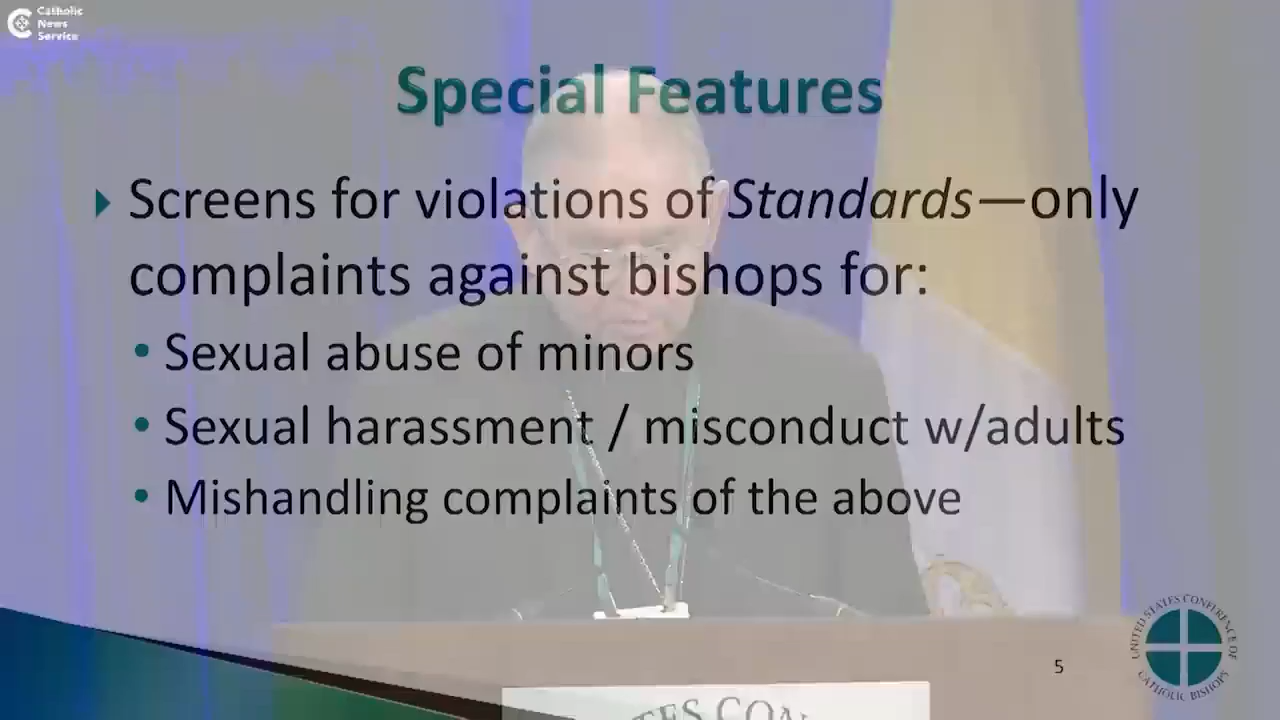 Catholic
News
Service
Special Features
Screens for violations of Standards—only
complaints against bishops for:
• Sexual abuse of minors
• Sexual harassment / misconduct w/adults
• Mishandling complaints of the above
5
UNITED STATES CONFERENCE OF
CATHOLIC BISHOPS